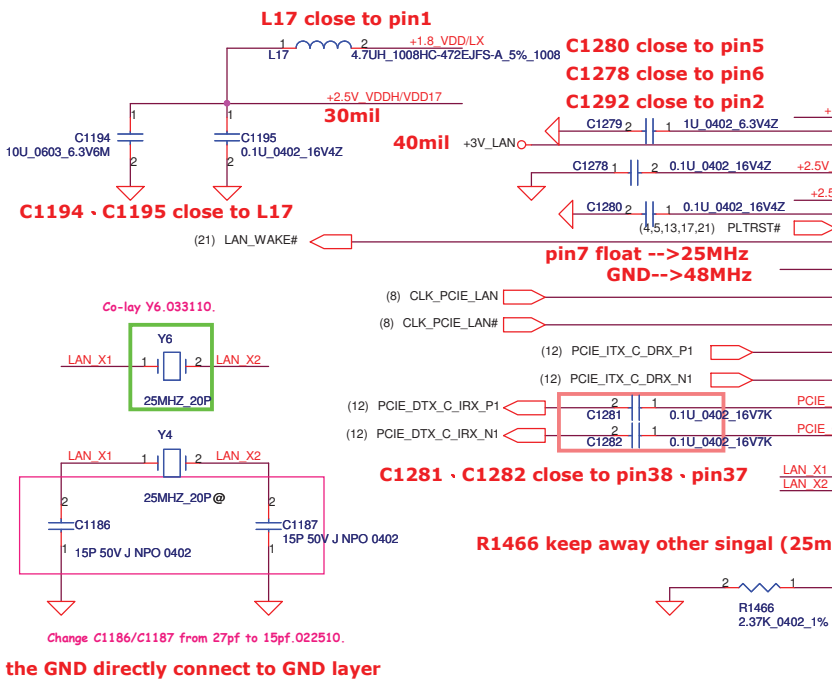 L17 close to pin1
1 2 +1.8_VDD/LX
L17 4.7UH_1008HC-472EJFS-A_5%_1008
C1280 close to pin5
C1278 close to pin6
C1292 close to pin2
+2.5V_VDDH/VDD17
30mil
1 1
C1194
10U_0603_6.3V6M
2
C1195
0.1U_0402_16V4Z
2
40mil +3V_LAN
C1279 2 1 1U_0402_6.3V4Z
C1278 1 2 0.1U_0402_16V4Z +2.5V_
+2.5
C1280 2 1 0.1U_0402_16V4Z
C1194、C1195 close to L17
(4,5,13,17,21) PLTRST#
(21) LAN_WAKE#
pin7 float -->25MHz
GND-->48MHz
(8) CLK_PCIE_LAN
(8) CLK_PCIE_LAN#
Co-lay Y6.033110.
Y6
LAN_X1 1 2 LAN_X2
25MHZ_20P
(12) PCIE_ITX_C_DRX_P1
(12) PCIE_ITX_C_DRX_N1
(12) PCIE_DTX_C_IRX_P1 2 1 PCIE_
C1281 0.1U_0402_16V7K
(12) PCIE_DTX_C_IRX_N1 2 1 PCIE_
C1282 0.1U_0402_16V7K
C1281、C1282 close to pin38、pin37
LAN_X1
LAN_X2
Y4
LAN_X1 1 2 LAN_X2
25MHZ_20P@
2 2
C1186
1 15P 50V J NPO 0402
C1187
15P 50V J NPO 0402
1
R1466 keep away other singal (25m
2 1
R1466
2.37K_0402_1%
Change C1186/C1187 from 27pf to 15pf.022510.
the GND directly connect to GND layer